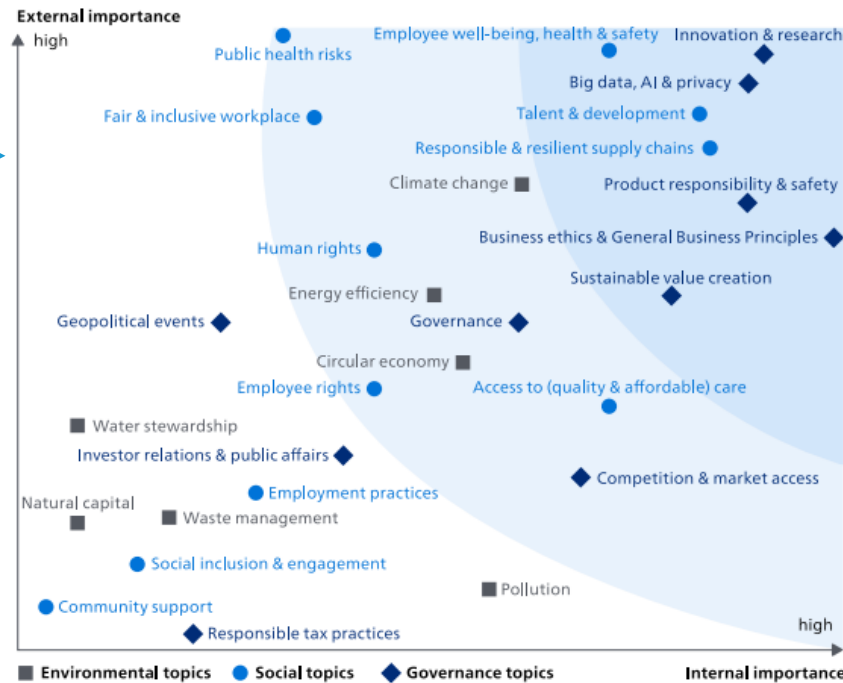 External importance
high
Public health risks
Employee well-being, health & safety
Innovation & research
Big data, AI & privacy
Fair & inclusive workplace
Talent & development
Responsible & resilient supply chains
Climate change
Product responsibility & safety
Business ethics & General Business Principles
Human rights
Sustainable value creation
Energy efficiency
Geopolitical events
Governance
Circular economy
Employee rights
Access to (quality & affordable) care
Water stewardship
Investor relations & public affairs
Competition & market access
Employment practices
Natural capital
Waste management
Social inclusion & engagement
Pollution
Community support
Responsible tax practices
high
Environmental topics
Social topics
Governance topics
Internal importance